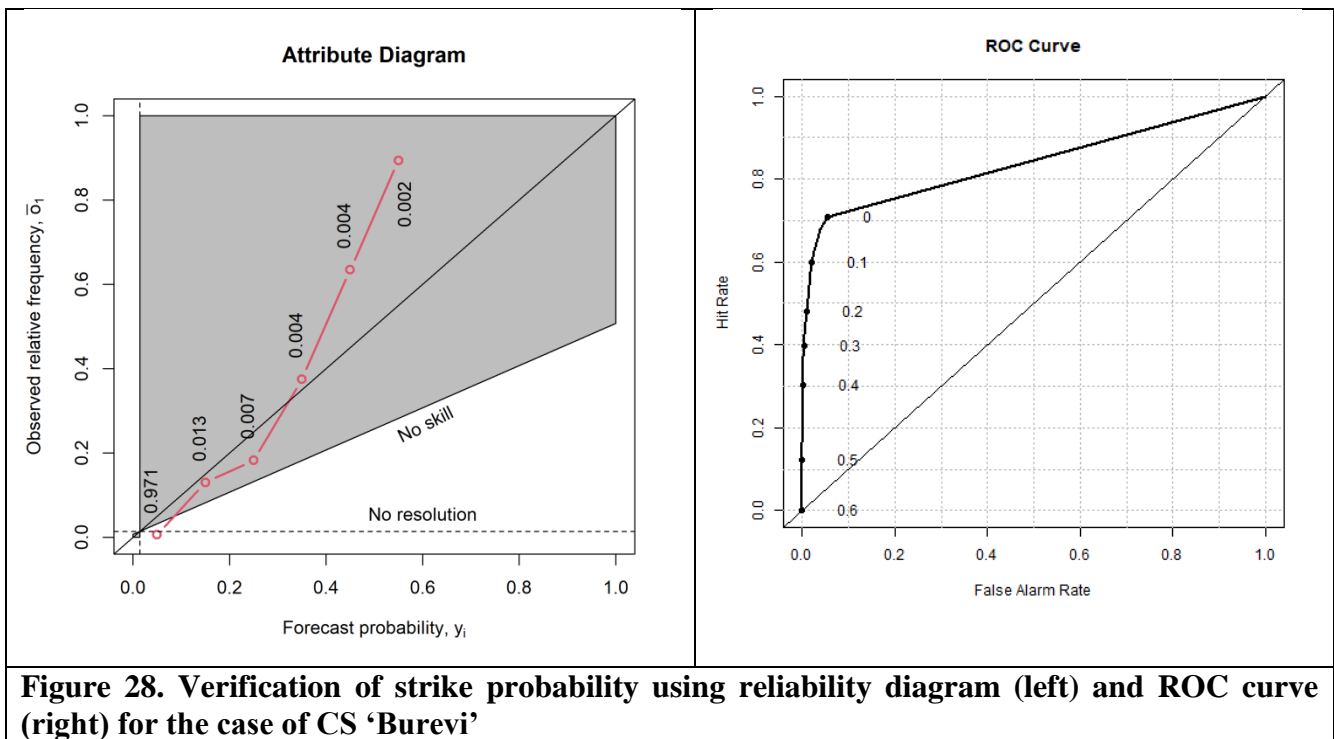 Attribute Diagram
Observed relative frequency, o̅₁
1.0
0.8
0.6
0.4
0.2
0.0
0.971
0.013
0.007
0.004
0.004
0.002
No skill
No resolution
0.0 0.2 0.4 0.6 0.8 1.0
Forecast probability, yᵢ
ROC Curve
Hit Rate
1.0
0.8
0.6
0.4
0.2
0.0
0
0.1
0.2
0.3
0.4
0.5
0.6
0.0 0.2 0.4 0.6 0.8 1.0
False Alarm Rate
Figure 28. Verification of strike probability using reliability diagram (left) and ROC curve
(right) for the case of CS ‘Burevi’